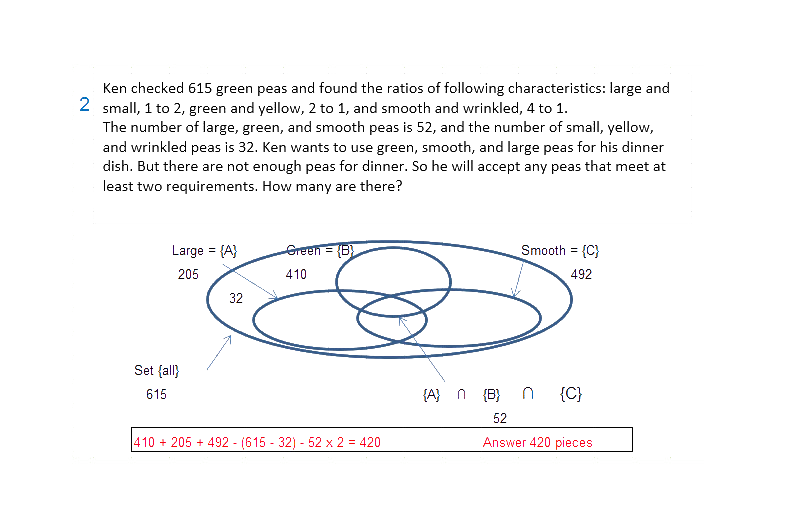 Ken checked 615 green peas and found the ratios of following characteristics: large and
2 small, 1 to 2, green and yellow, 2 to 1, and smooth and wrinkled, 4 to 1.
The number of large, green, and smooth peas is 52, and the number of small, yellow,
and wrinkled peas is 32. Ken wants to use green, smooth, and large peas for his dinner
dish. But there are not enough peas for dinner. So he will accept any peas that meet at
least two requirements. How many are there?
Large = {A} Green = {B} Smooth = {C}
205 410 492
32
Set {all}
615 {A} ∩ {B} ∩ {C}
52
410 + 205 + 492 - (615 - 32) - 52 x 2 = 420 Answer 420 pieces